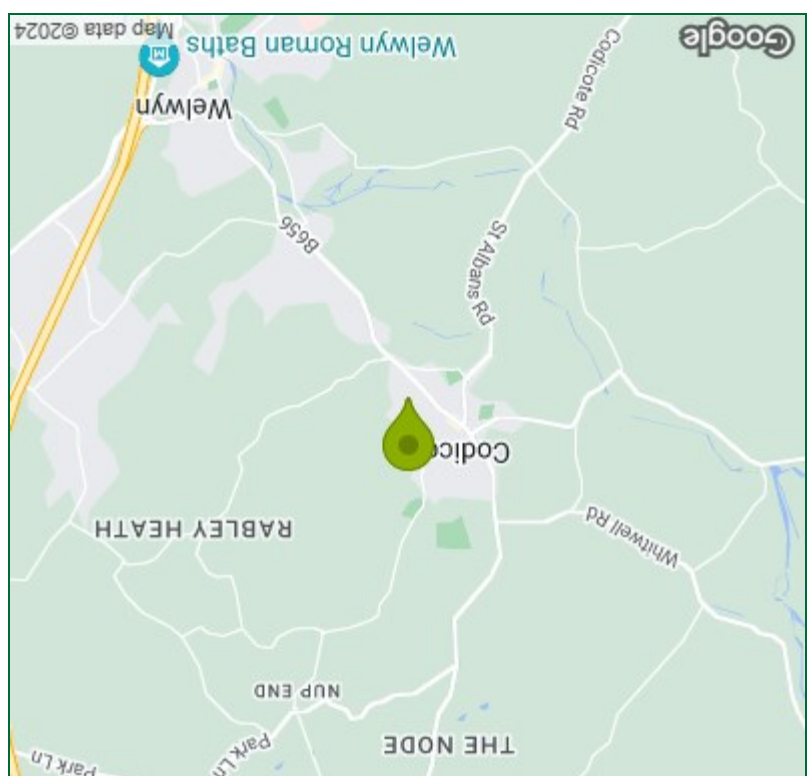 Park Ln
Park Ln
THE NODE
NUP END
Whitwell Rd
RABLEY HEATH
Codico
St Albans Rd
B656
Codicote Rd
Welwyn
Welwyn Roman Baths
M
Google
Map data ©2024